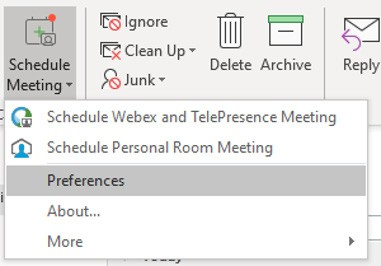 Schedule
Meeting
Ignore
Clean Up
Junk
Delete
Archive
Reply
Schedule Webex and TelePresence Meeting
Schedule Personal Room Meeting
Preferences
About...
More